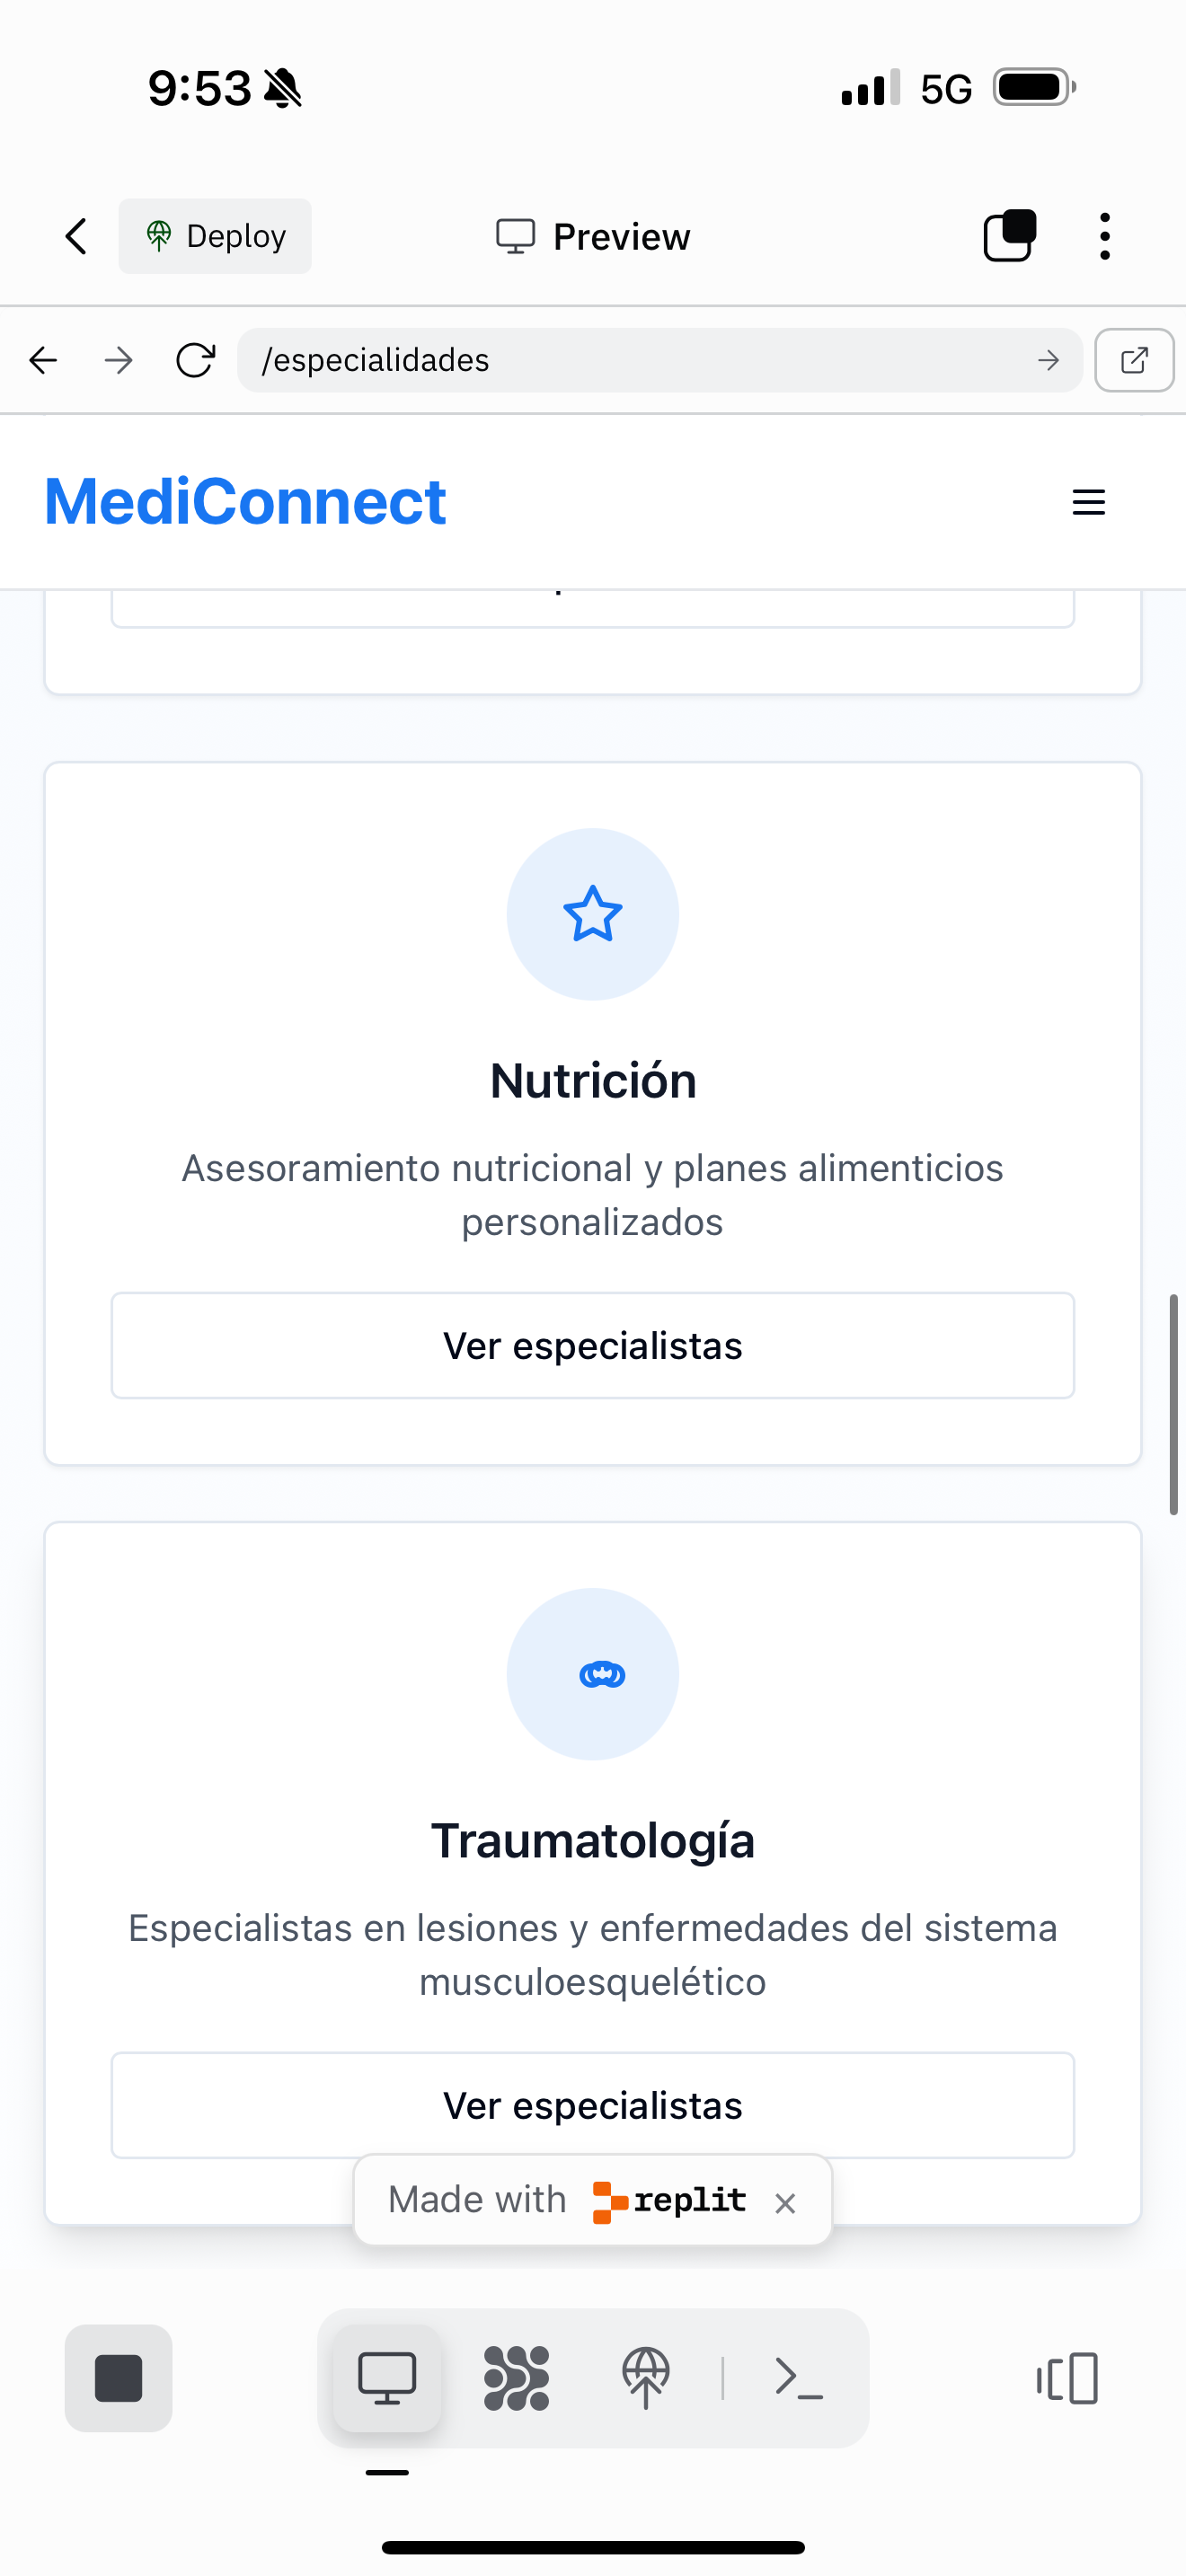 9:53
5G
Deploy
Preview
/especialidades
MediConnect
Nutrición
Asesoramiento nutricional y planes alimenticios
personalizados
Ver especialistas
Traumatología
Especialistas en lesiones y enfermedades del sistema
musculoesquelético
Ver especialistas
Made with replit ×